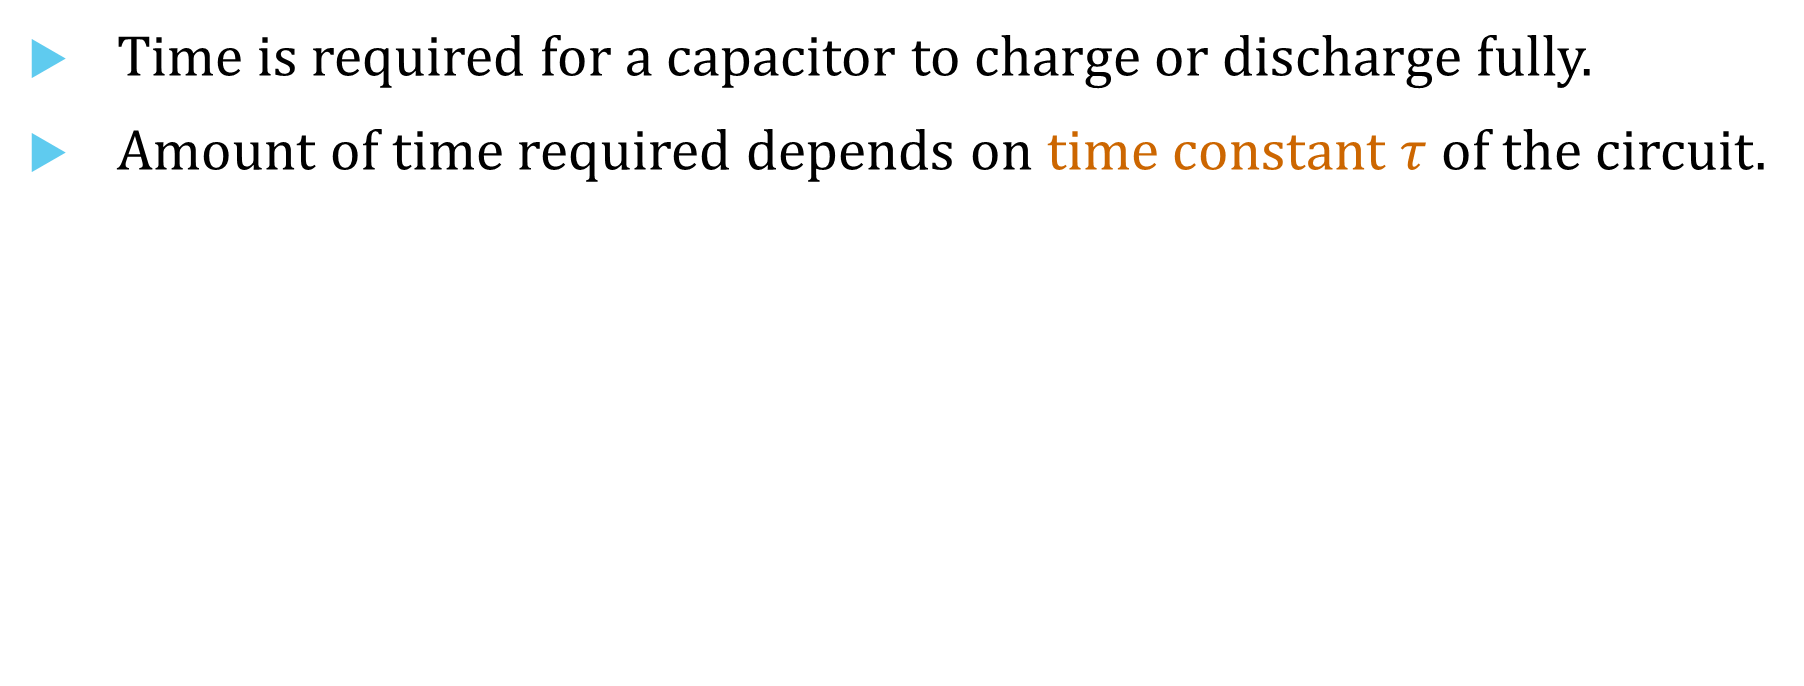 Time is required for a capacitor to charge or discharge fully.
Amount of time required depends on time constant τ of the circuit.